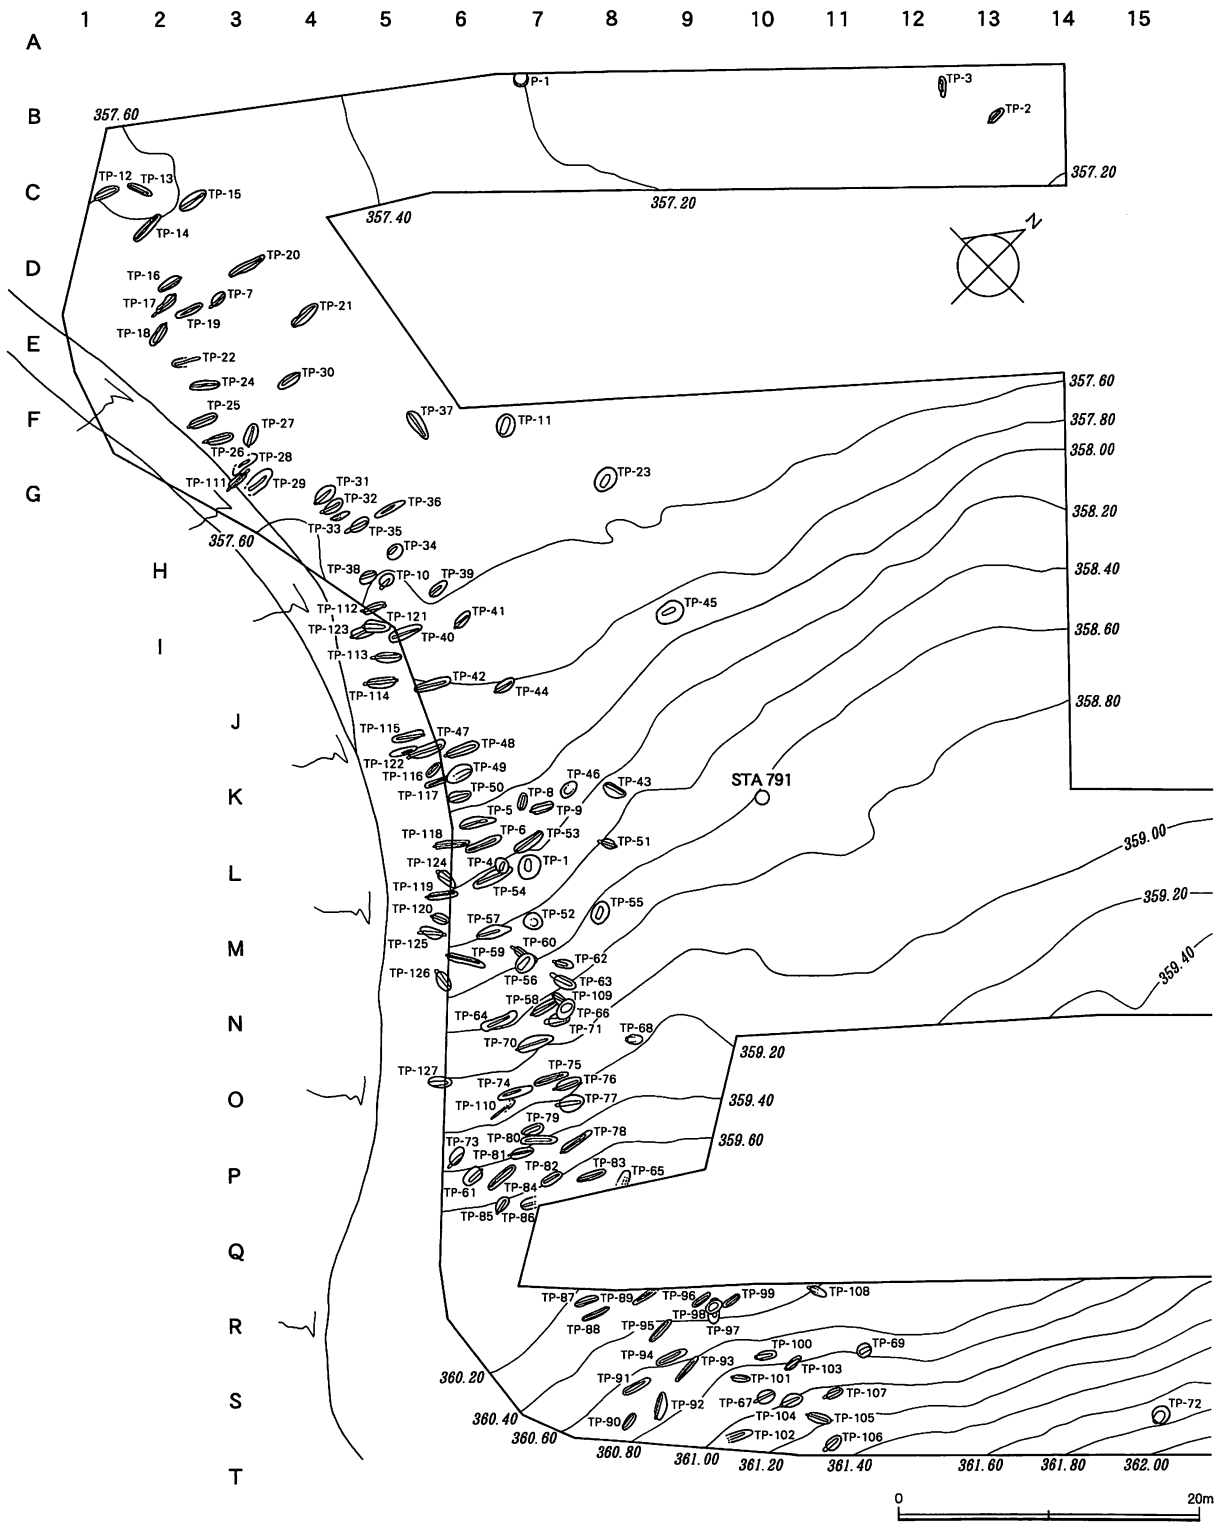 1 2 3 4 5 6 7 8 9 10 11 12 13 14 15
A
P-1 TP-3
B 357.60 TP-2
357.20
C TP-12 TP-13 TP-15
357.40 357.20
TP-14
N
D TP-20
TP-16
TP-17 TP-7
TP-19 TP-21
TP-18
E
TP-22
TP-24 TP-30 357.60
TP-25
F TP-27 TP-37 TP-11 357.80
TP-26 TP-28 358.00
TP-111 TP-29 TP-23
G TP-31
TP-32 TP-36
TP-33 TP-35 358.20
357.60
TP-34
H TP-38 TP-10 TP-39 358.40
TP-112 TP-45
TP-121 TP-41
TP-123 TP-40 358.60
I
TP-113
TP-42
TP-114 TP-44
358.80
J
TP-115 TP-47
TP-48
TP-122
TP-116 TP-49
TP-117 TP-50 TP-46 TP-43 STA 791
K TP-8
TP-5 TP-9
TP-118 TP-6 TP-53 TP-51 359.00
TP-124 TP-4 TP-1
L
TP-119 TP-54 359.20
TP-120 TP-57 TP-52 TP-55
TP-125
M TP-59 TP-60
TP-62 359.40
TP-126 TP-56
TP-63
TP-58 TP-109
N TP-64 TP-66
TP-71 TP-68
TP-70
359.20
TP-127 TP-75
TP-74 TP-76
O TP-77 359.40
TP-110
TP-79
TP-80 TP-78 359.60
TP-73
TP-81
P TP-82 TP-83 TP-65
TP-61 TP-84
TP-85 TP-86
Q
TP-87 TP-89 TP-96 TP-99 TP-108
TP-88 TP-98
R TP-95 TP-97
TP-100 TP-69
TP-94 TP-93 TP-103
360.20 TP-91 TP-101
S TP-92 TP-67 TP-107
360.40 TP-90 TP-104 TP-105 TP-72
360.60 TP-102 TP-106
360.80 361.00 361.20 361.40 361.60 361.80 362.00
T
0 20m